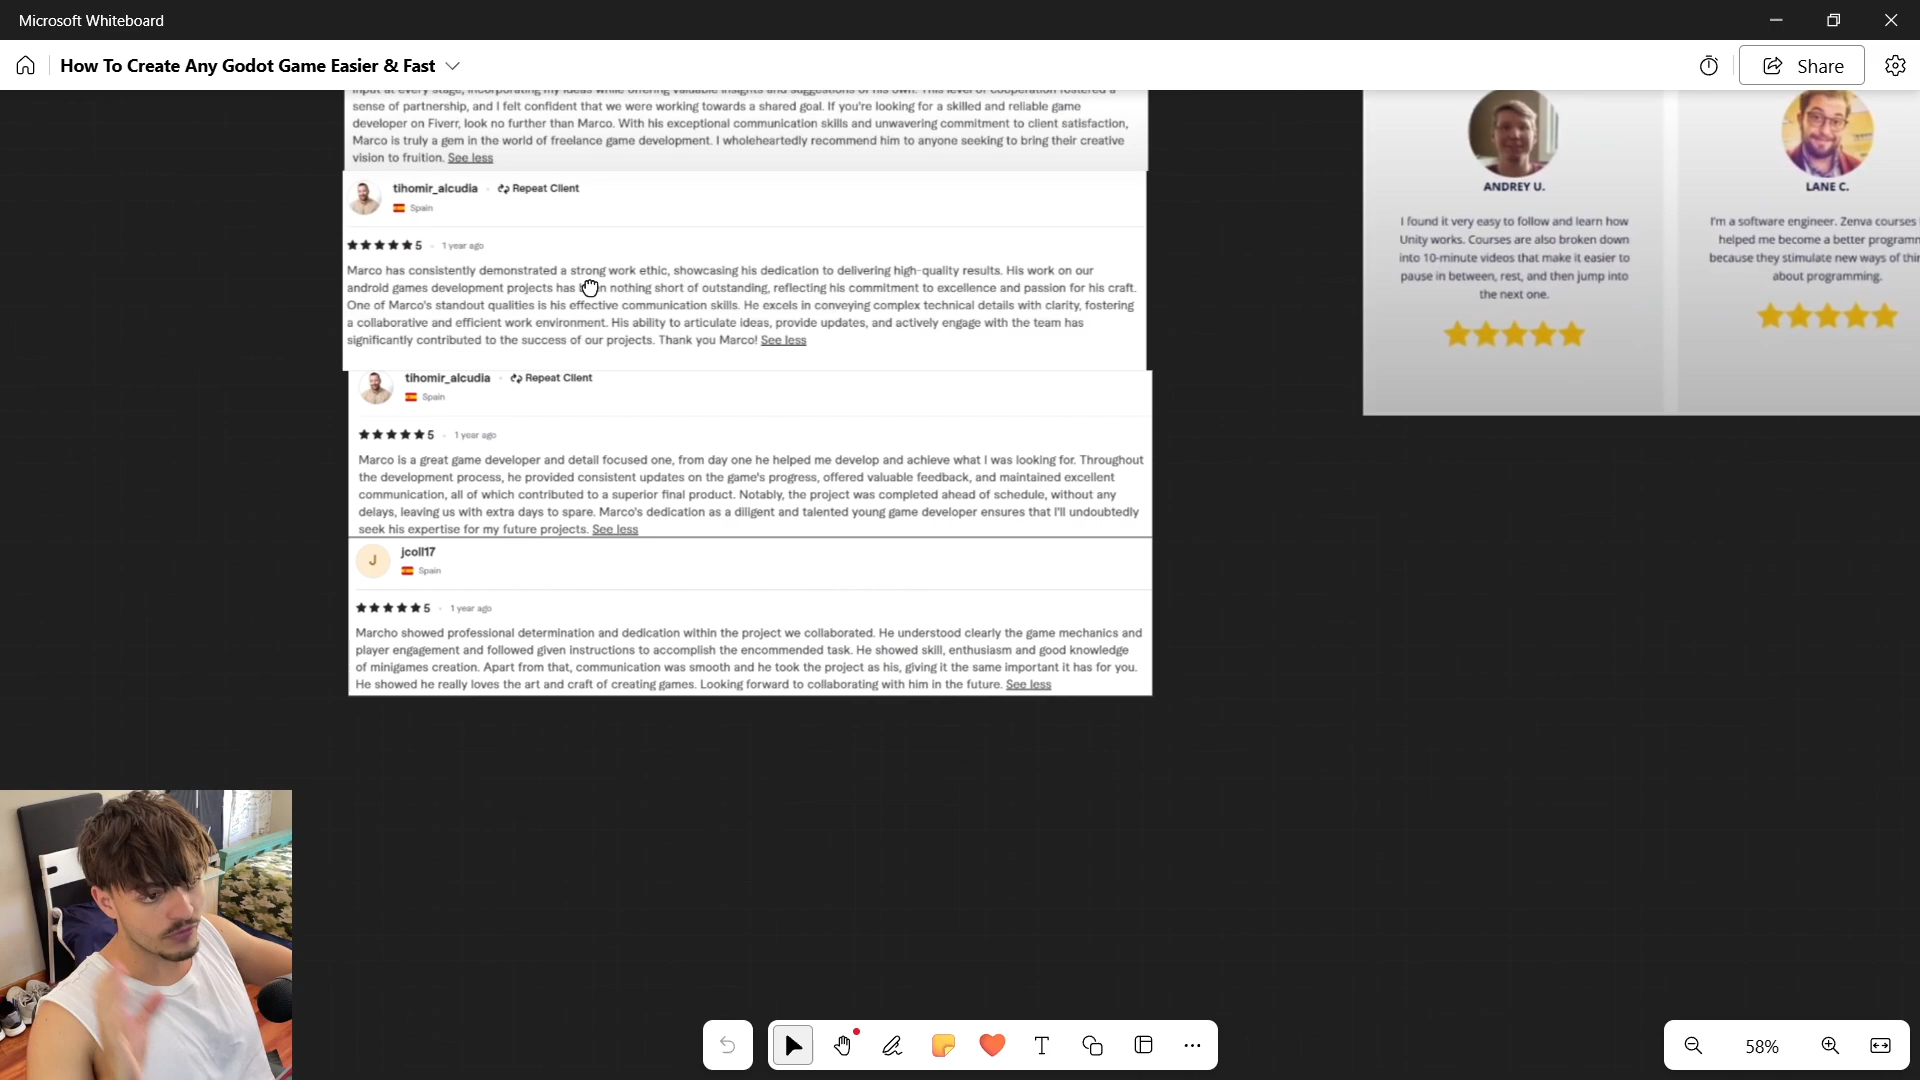 Microsoft Whiteboard
How To Create Any Godot Game Easier & Fast
Share
input at every stage, incorporating my ideas while offering valuable insights and suggestions of his own. This level of cooperation fostered a
sense of partnership, and I felt confident that we were working towards a shared goal. If you're looking for a skilled and reliable game
developer on Fiverr, look no further than Marco. With his exceptional communication skills and unwavering commitment to client satisfaction,
Marco is truly a gem in the world of freelance game development. I wholeheartedly recommend him to anyone seeking to bring their creative
vision to fruition. See less
tihomir_alcudia Repeat Client
Spain
5 · 1 year ago
Marco has consistently demonstrated a strong work ethic, showcasing his dedication to delivering high-quality results. His work on our
android games development projects has nothing short of outstanding, reflecting his commitment to excellence and passion for his craft.
One of Marco's standout qualities is his effective communication skills. He excels in conveying complex technical details with clarity, fostering
a collaborative and efficient work environment. His ability to articulate ideas, provide updates, and actively engage with the team has
significantly contributed to the success of our projects. Thank you Marco! See less
tihomir_alcudia Repeat Client
Spain
5 · 1 year ago
Marco is a great game developer and detail focused one, from day one he helped me develop and achieve what I was looking for. Throughout
the development process, he provided consistent updates on the game's progress, offered valuable feedback, and maintained excellent
communication, all of which contributed to a superior final product. Notably, the project was completed ahead of schedule, without any
delays, leaving us with extra days to spare. Marco's dedication as a diligent and talented young game developer ensures that I'll undoubtedly
seek his expertise for my future projects. See less
J
jcoll17
Spain
5 · 1 year ago
Marcho showed professional determination and dedication within the project we collaborated. He understood clearly the game mechanics and
player engagement and followed given instructions to accomplish the encommended task. He showed skill, enthusiasm and good knowledge
of minigames creation. Apart from that, communication was smooth and he took the project as his, giving it the same important it has for you.
He showed he really loves the art and craft of creating games. Looking forward to collaborating with him in the future. See less
ANDREY U.
I found it very easy to follow and learn how
Unity works. Courses are also broken down
into 10-minute videos that make it easier to
pause in between, rest, and then jump into
the next one.
LANE C.
I'm a software engineer. Zenva courses
helped me become a better
because they stimulate new ways of
about programming.
58%